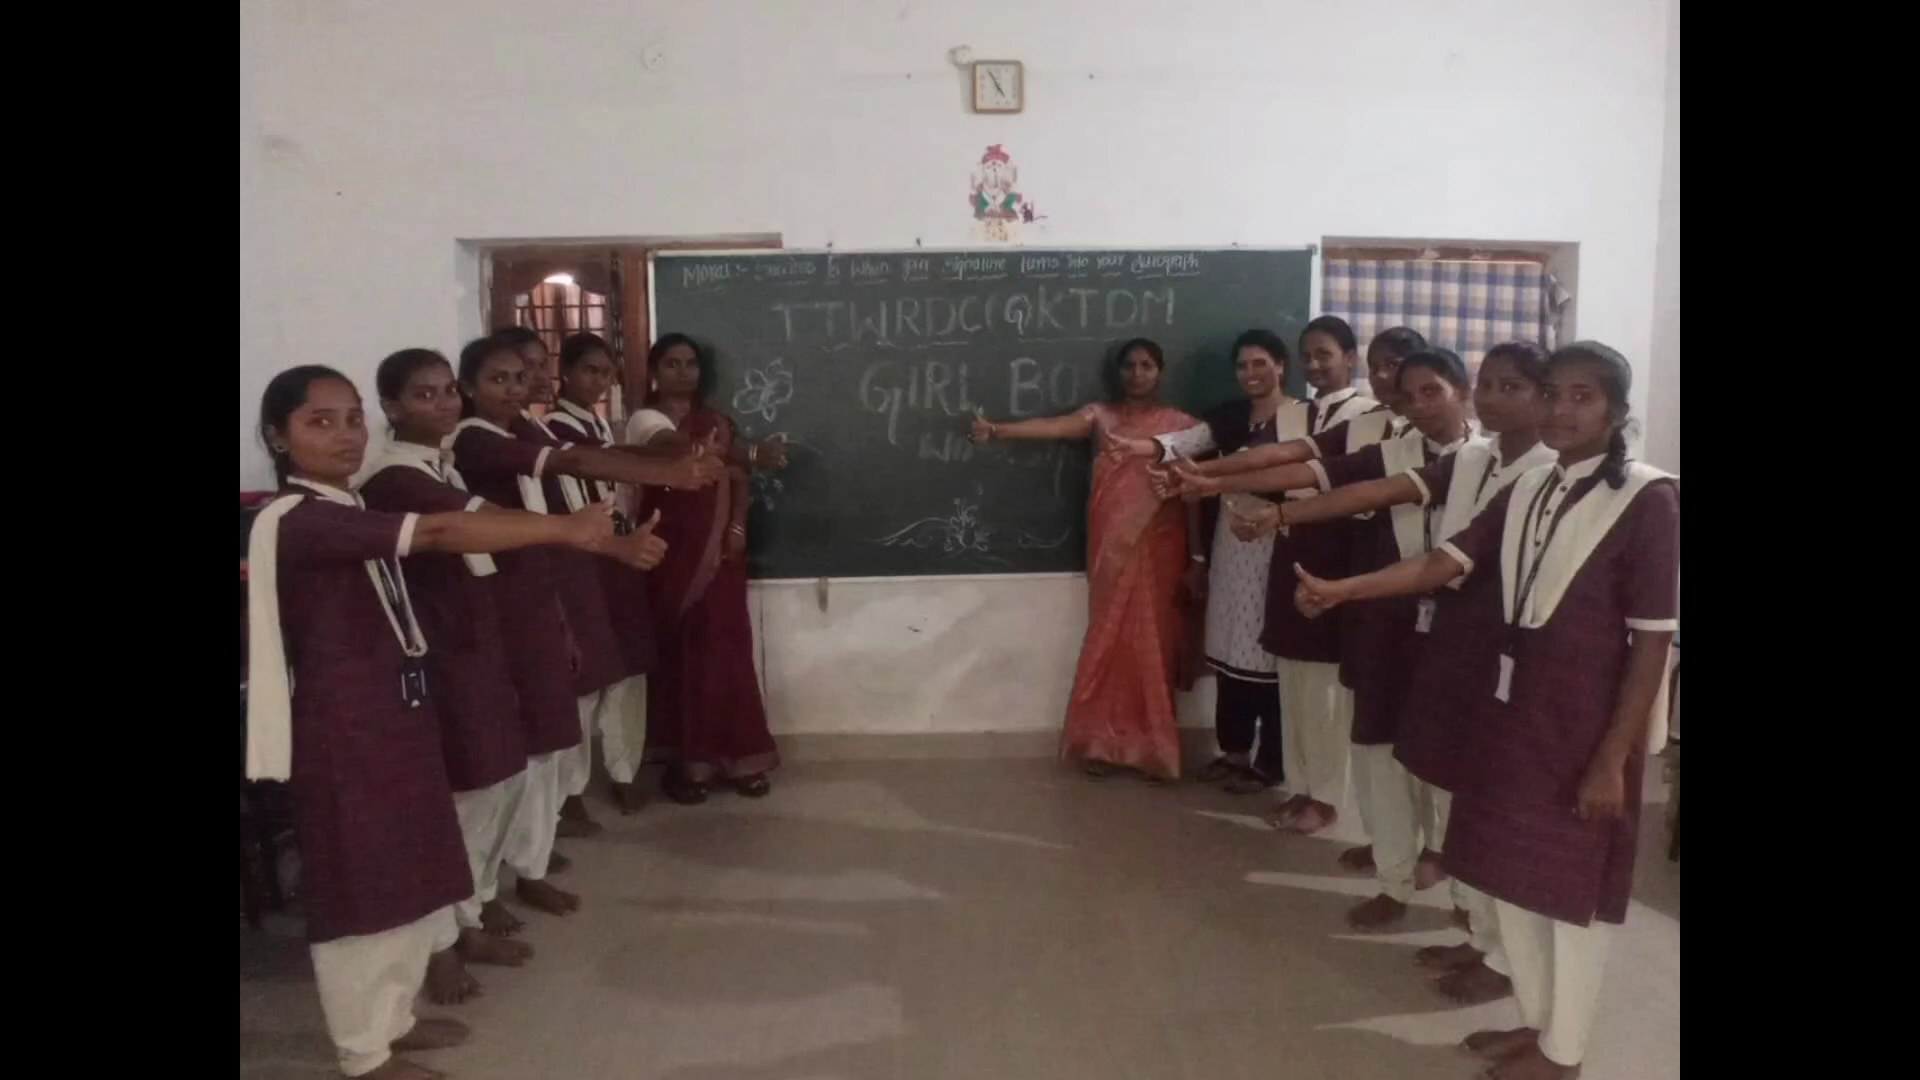 Moral :- Success is when your signature turns into your autograph
TTWRDC(G)KTDM
GIRL BO